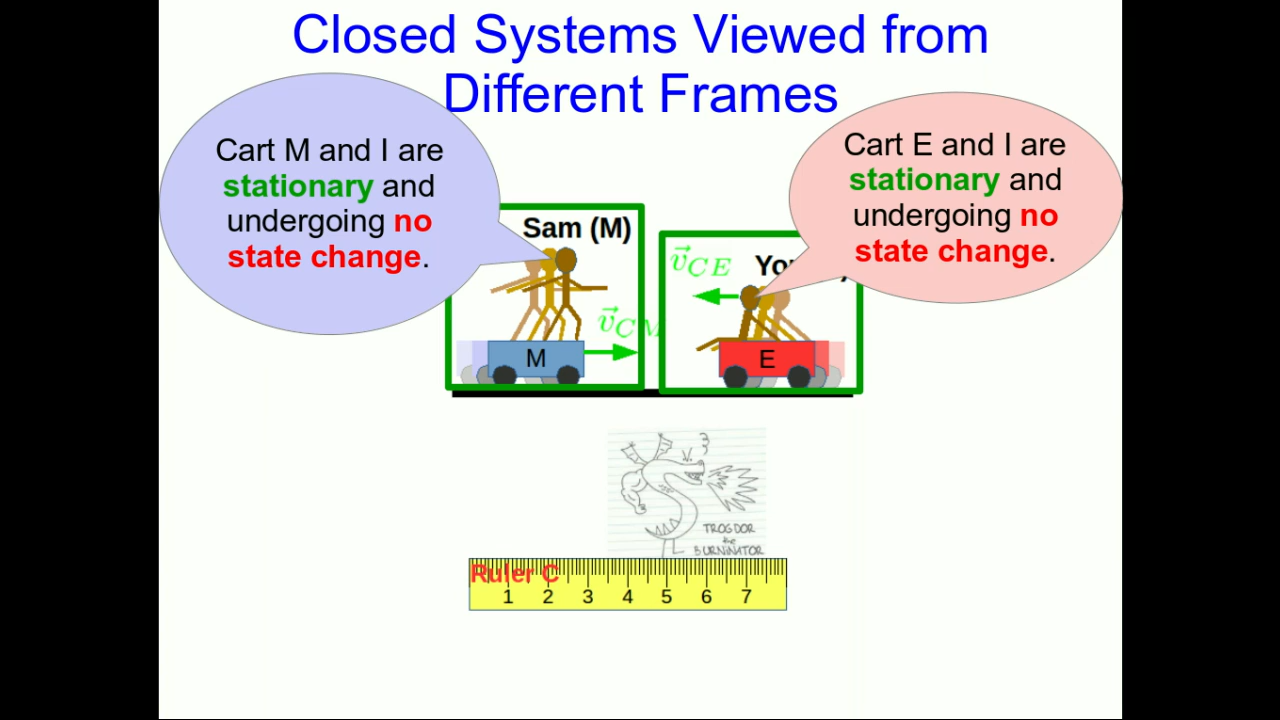 Closed Systems Viewed from
Different Frames
Cart M and I are
stationary and
undergoing no
state change.
Cart E and I are
stationary and
undergoing no
state change.
Sam (M)
v⃗CM
M
v⃗CE
E
TROGDOR
the
BURNINATOR
Ruler C
1 2 3 4 5 6 7